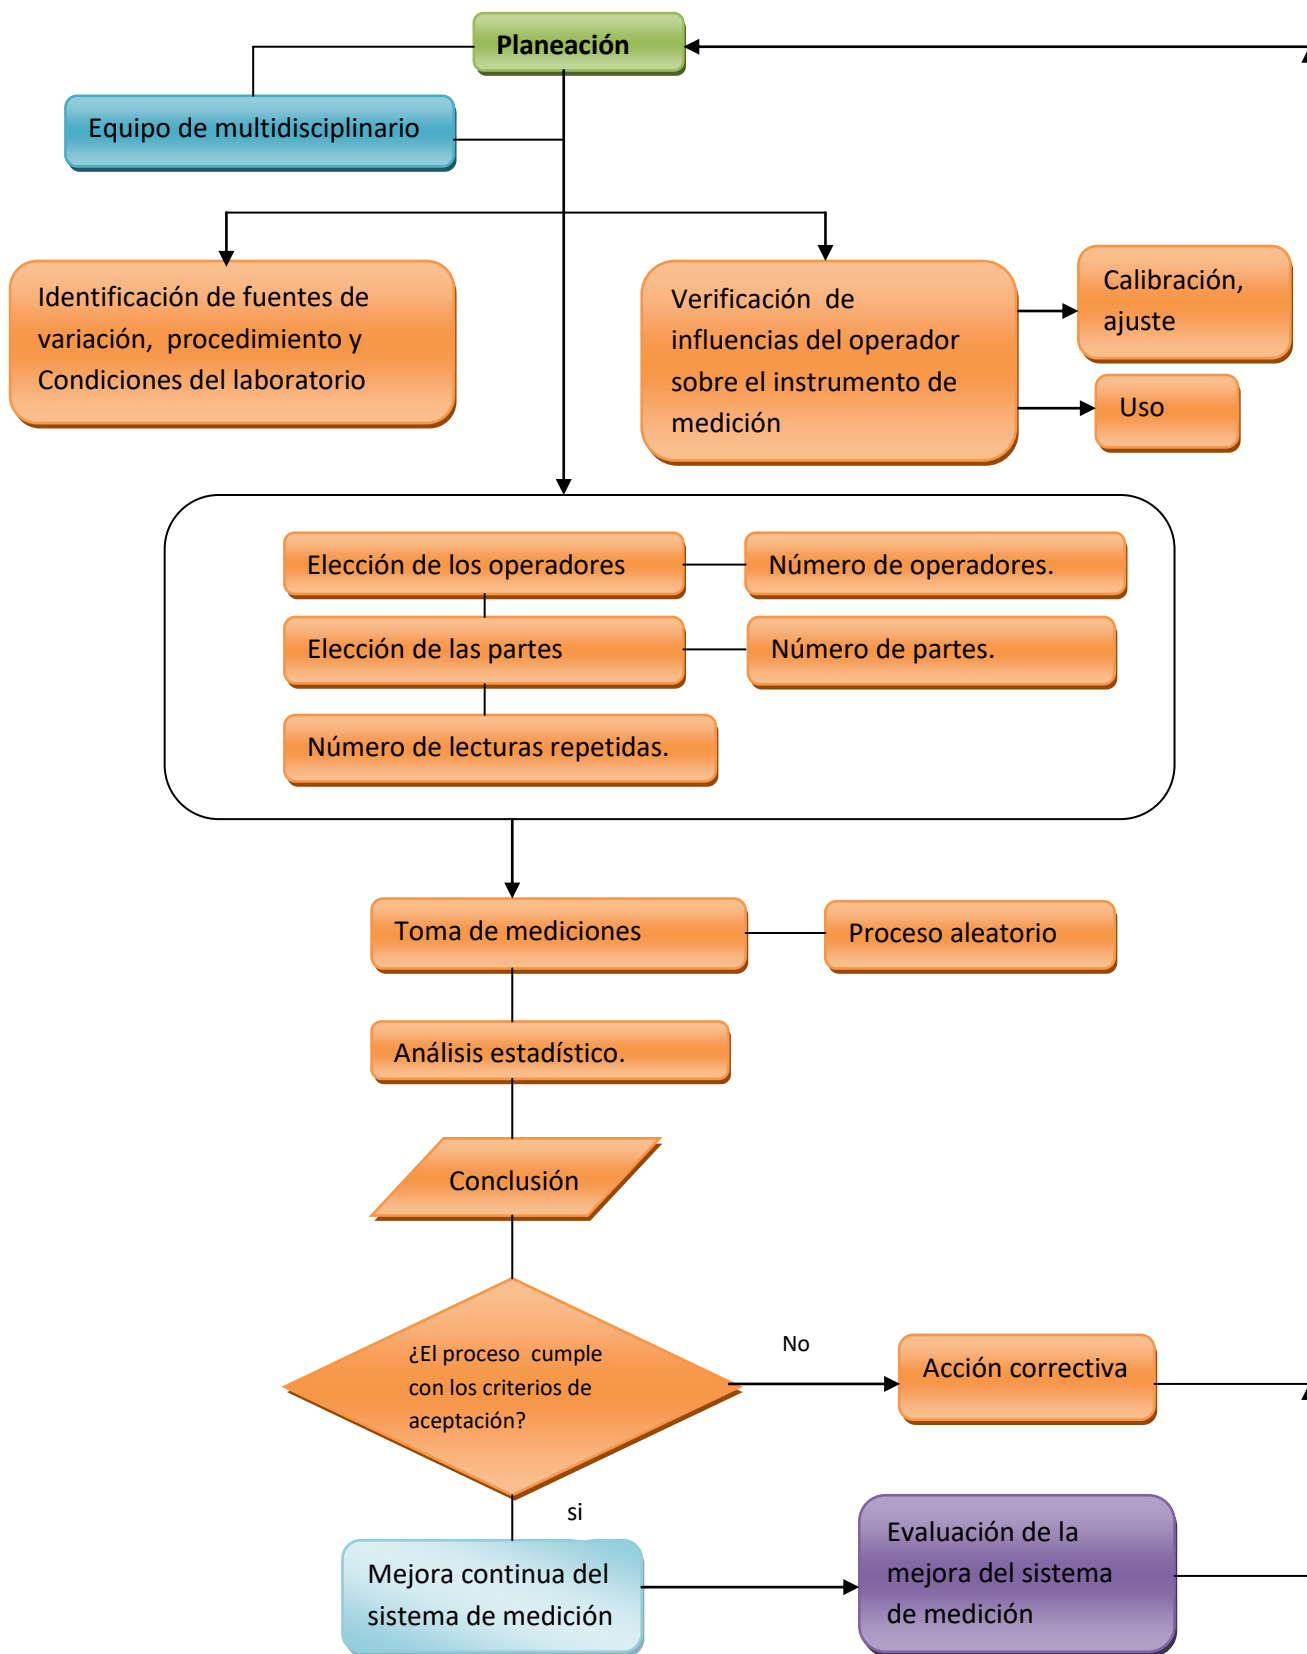 Planeación
Equipo de multidisciplinario
Identificación de fuentes de
variación, procedimiento y
Condiciones del laboratorio
Verificación de
influencias del operador
sobre el instrumento de
medición
Calibración,
ajuste
Uso
Elección de los operadores
Número de operadores.
Elección de las partes
Número de partes.
Número de lecturas repetidas.
Toma de mediciones
Proceso aleatorio
Análisis estadístico.
Conclusión
¿El proceso cumple
con los criterios de
aceptación?
No
Acción correctiva
si
Mejora continua del
sistema de medición
Evaluación de la
mejora del sistema
de medición